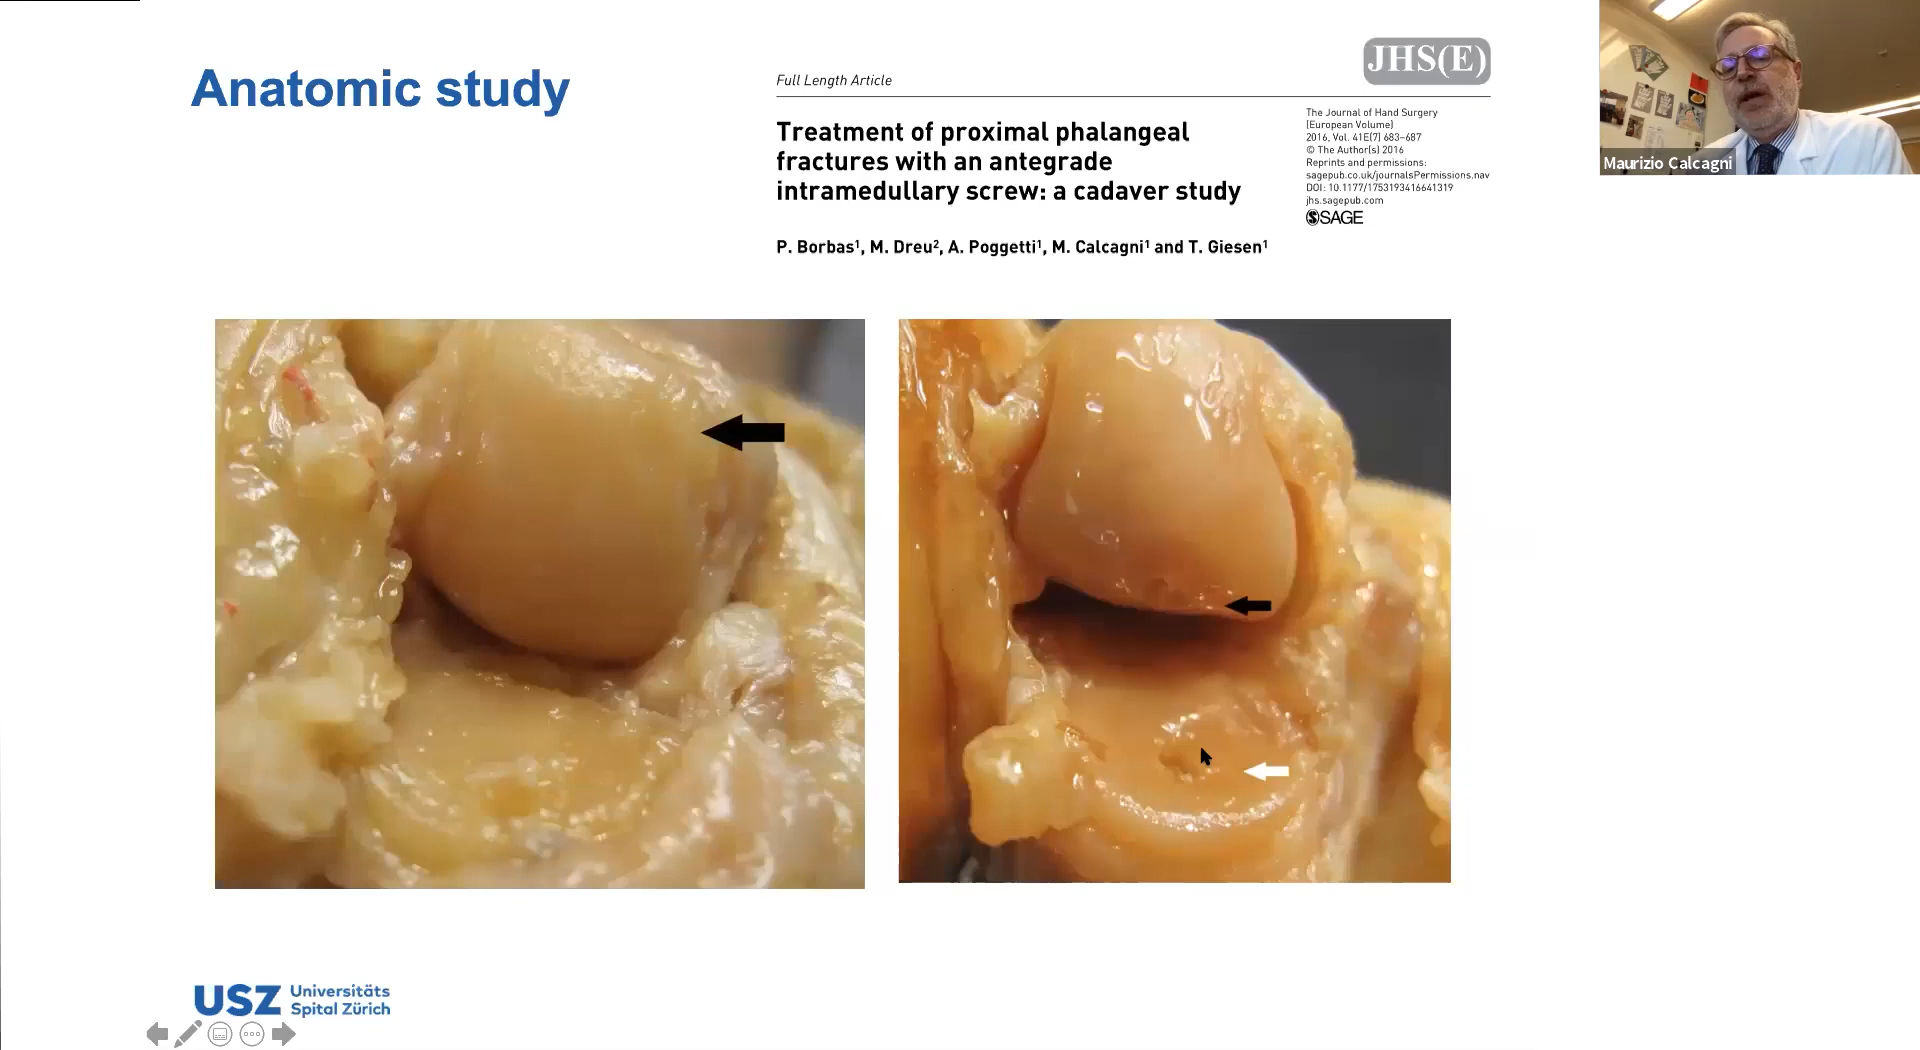 Anatomic study
Full Length Article
JHS(E)
Treatment of proximal phalangeal
fractures with an antegrade
intramedullary screw: a cadaver study
P. Borbas¹, M. Dreu², A. Poggetti¹, M. Calcagni¹ and T. Giesen¹
The Journal of Hand Surgery
(European Volume)
2016, Vol. 41E(7) 683–687
© The Author(s) 2016
Reprints and permissions:
sagepub.co.uk/journalsPermissions.nav
DOI: 10.1177/1753193416641319
jhs.sagepub.com
SAGE
Maurizio Calcagni
USZ Universitäts
Spital Zürich